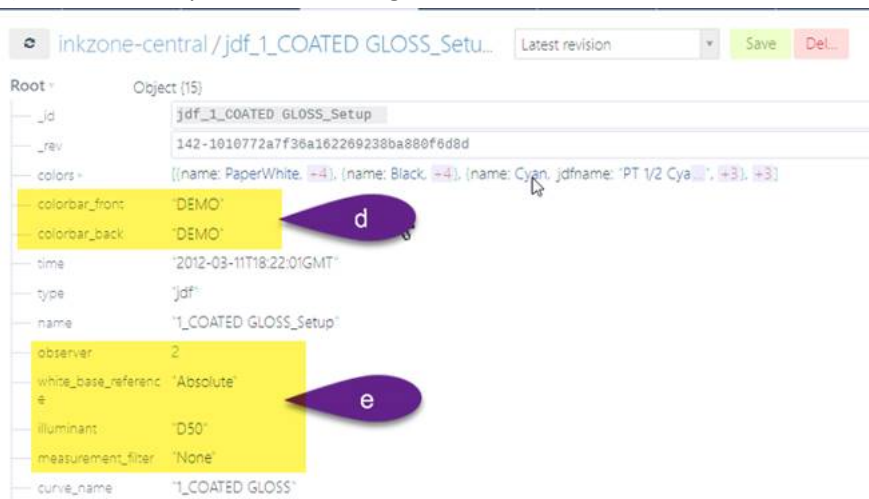 inkzone-central / jdf_1_COATED GLOSS_Setu... Latest revision Save Del...
Root Object {15}
_id jdf_1_COATED GLOSS_Setup
_rev 142-1010772a7f36a162269238ba880f6d8d
colors [{name: PaperWhite, +4}, {name: Black, +4}, {name: Cyan, jdfname: "PT 1/2 Cya...", +3}, +3]
colorbar_front "DEMO"
d
colorbar_back "DEMO"
time "2012-03-11T18:22:01GMT"
type "jdf"
name "1_COATED GLOSS_Setup"
observer 2
white_base_referenc "Absolute"
e
e
illuminant "D50"
measurement_filter "None"
curve_name "1_COATED GLOSS"